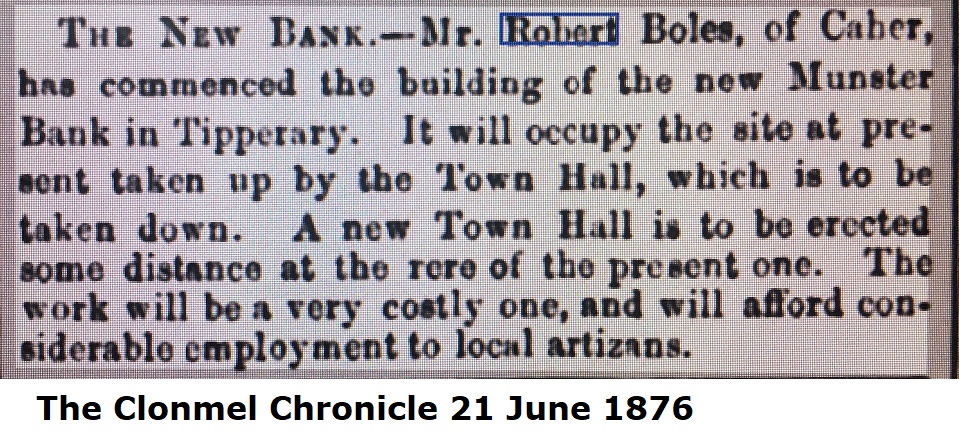 THE NEW BANK.—Mr. Robert Boles, of Caher,
has commenced the building of the new Munster
Bank in Tipperary. It will occupy the site at pre-
sent taken up by the Town Hall, which is to be
taken down. A new Town Hall is to be erected
some distance at the rere of the present one. The
work will be a very costly one, and will afford con-
siderable employment to local artizans.
The Clonmel Chronicle 21 June 1876